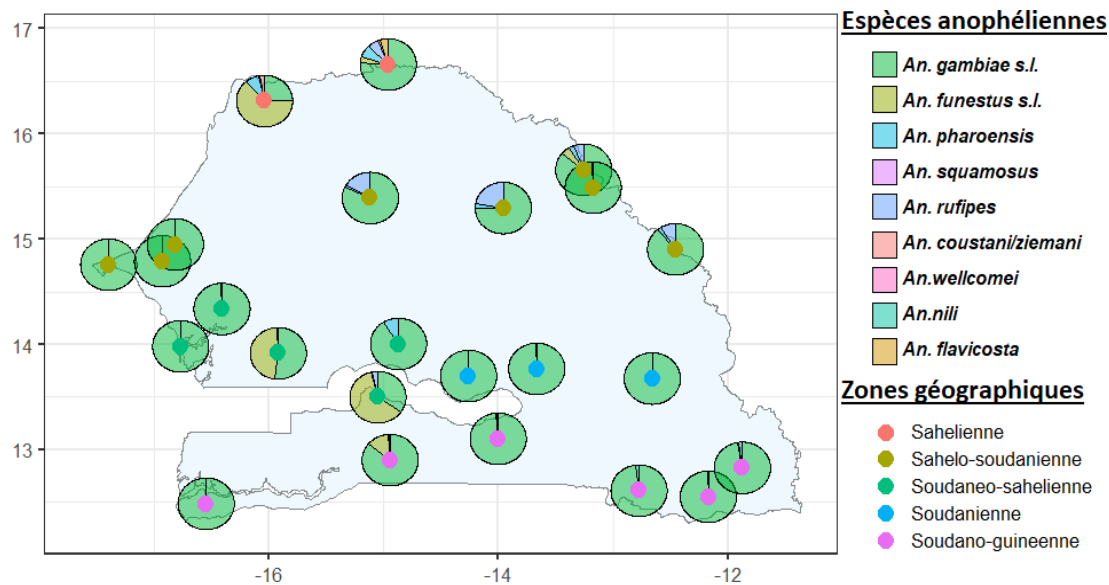 17
16
15
14
13
-16
-14
-12
Espèces anophéliennes
An. gambiae s.l.
An. funestus s.l.
An. pharoensis
An. squamosus
An. rufipes
An. coustani/ziemani
An.wellcomei
An.nili
An. flavicosta
Zones géographiques
Sahelienne
Sahelo-soudanienne
Soudaneo-sahelienne
Soudanienne
Soudano-guineenne